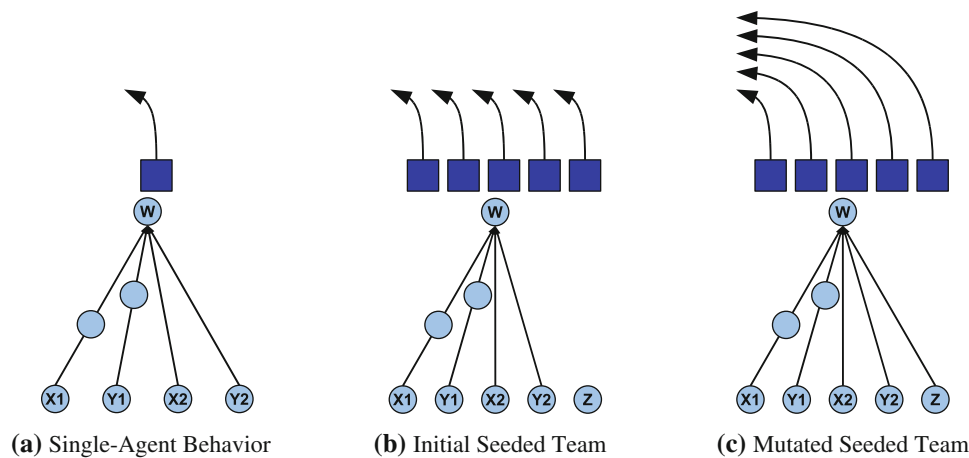 W W W
X1 Y1 X2 Y2 X1 Y1 X2 Y2 Z X1 Y1 X2 Y2 Z
(a) Single-Agent Behavior (b) Initial Seeded Team (c) Mutated Seeded Team